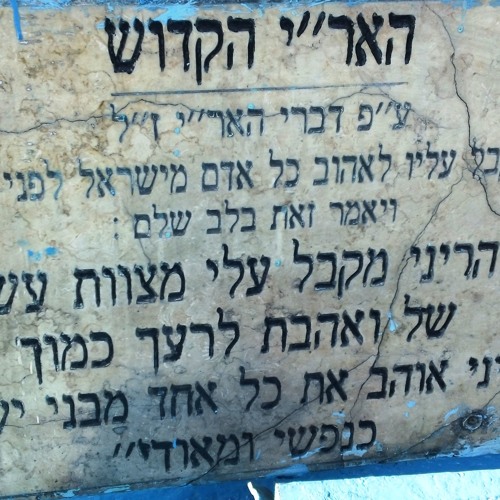 האר״י הקדוש
ע״פ דברי האר״י ז״ל
עליו לאהוב כל אדם מישראל לפני
ויאמר זאת בלב שלם :
הריני מקבל עלי מצוות
של ואהבת לרעך כמוך
אוהב את כל אחד מבני
כנפשי ומאודי״